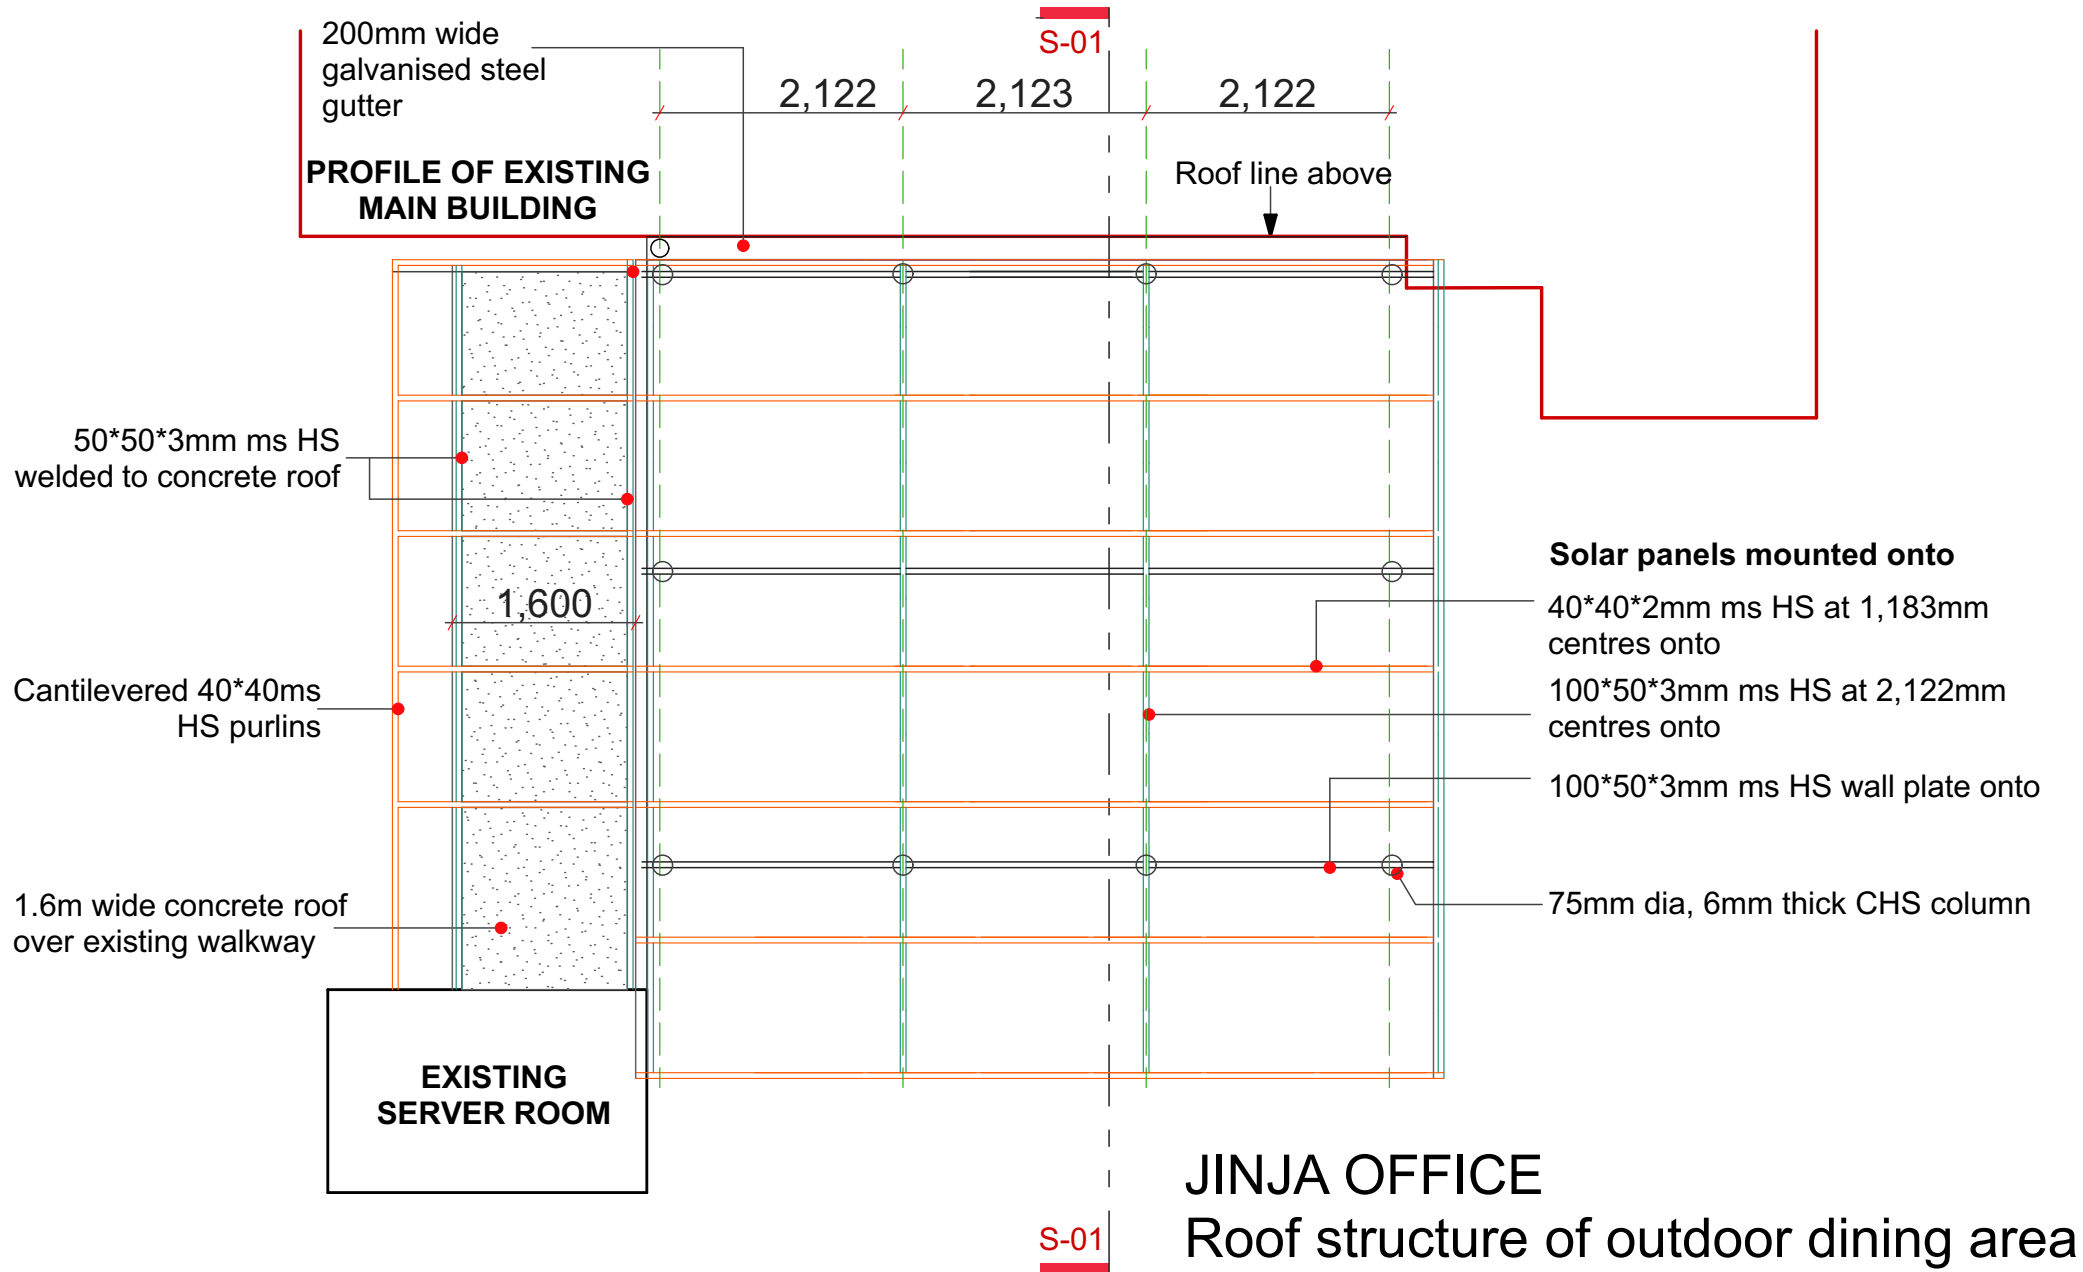 200mm wide
galvanised steel
gutter
S-01
2,122
2,123
2,122
PROFILE OF EXISTING
MAIN BUILDING
Roof line above
50*50*3mm ms HS
welded to concrete roof
1,600
Solar panels mounted onto
40*40*2mm ms HS at 1,183mm
centres onto
100*50*3mm ms HS at 2,122mm
centres onto
100*50*3mm ms HS wall plate onto
75mm dia, 6mm thick CHS column
Cantilevered 40*40ms
HS purlins
1.6m wide concrete roof
over existing walkway
EXISTING
SERVER ROOM
S-01
JINJA OFFICE
Roof structure of outdoor dining area